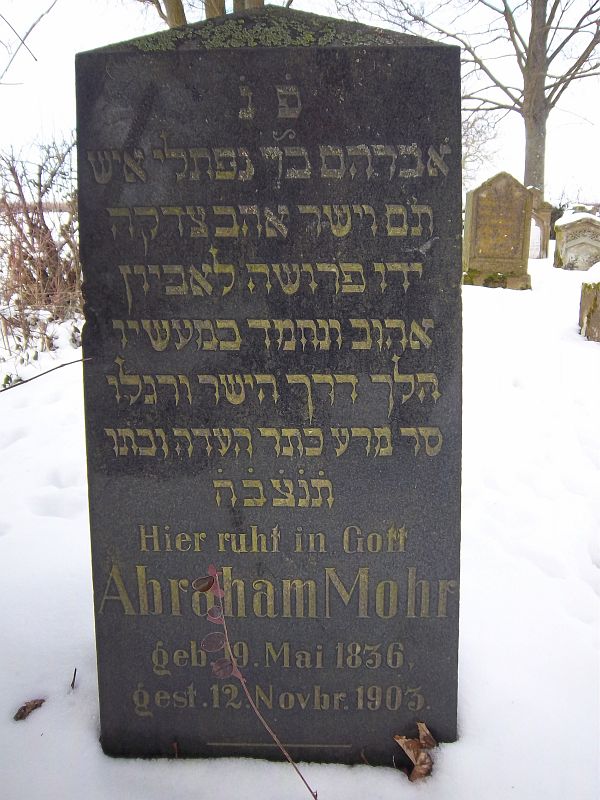 פ נ
אברהם בן נפתלי איש
תם וישר אהב צדקה
ידו פרושה לאביון
אהוב ונחמד במעשיו
הלך דרך הישר ורגלו
סר מרע כתר העדה
תנצבה
Hier ruht in Gott
Abraham Mohr
geb. 19. Mai 1836,
gest. 12. Novbr. 1903.